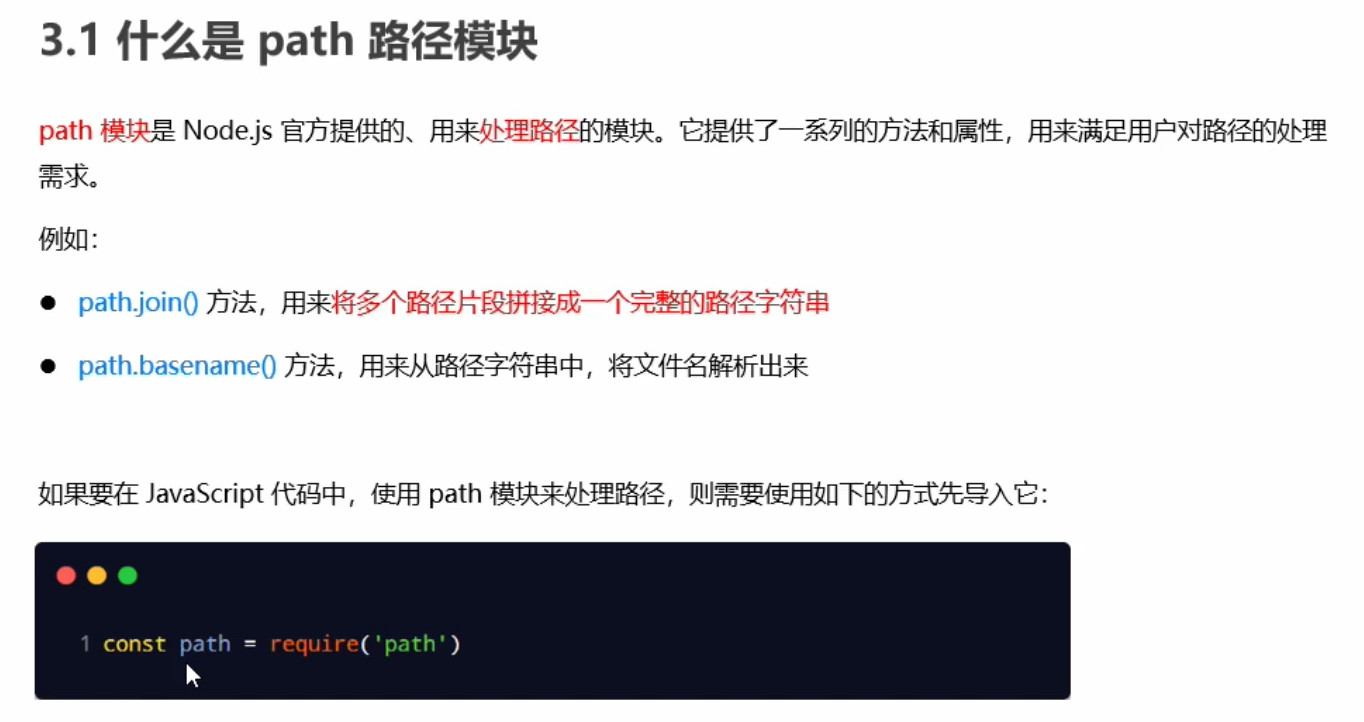 3.1 什么是 path 路径模块
path 模块是 Node.js 官方提供的、用来处理路径的模块。它提供了一系列的方法和属性，用来满足用户对路径的处理
需求。
例如：
● path.join() 方法，用来将多个路径片段拼接成一个完整的路径字符串
● path.basename() 方法，用来从路径字符串中，将文件名解析出来
如果要在 JavaScript 代码中，使用 path 模块来处理路径，则需要使用如下的方式先导入它：
1 const path = require('path')